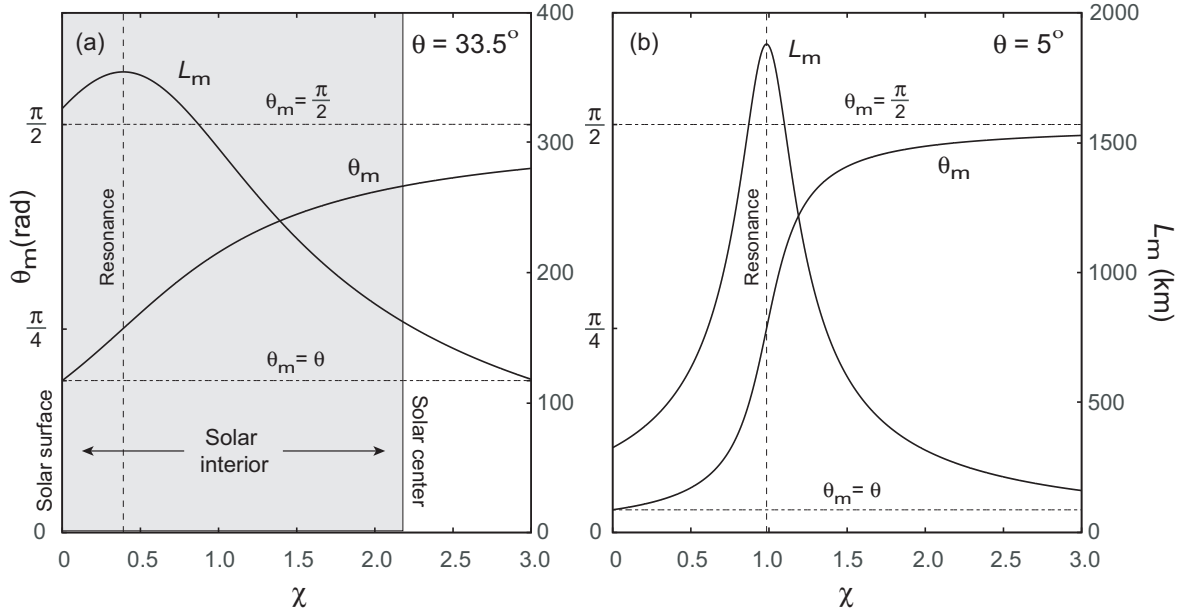 (a)
θ = 33.5°
L_m
θ_m = π/2
θ_m
Resonance
θ_m = θ
Solar surface
Solar interior
Solar center
π/2
π/4
0
θ_m (rad)
400
300
200
100
0
0
0.5
1.0
1.5
2.0
2.5
3.0
χ
(b)
θ = 5°
L_m
θ_m = π/2
θ_m
Resonance
θ_m = θ
π/2
π/4
0
2000
1500
1000
500
0
L_m (km)
0
0.5
1.0
1.5
2.0
2.5
3.0
χ